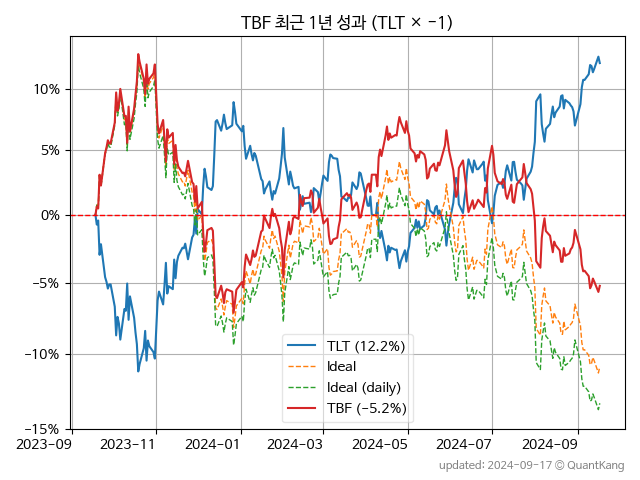 TBF 최근 1년 성과 (TLT × −1)
10%
5%
0%
−5%
−10%
−15%
TLT (12.2%)
Ideal
Ideal (daily)
TBF (−5.2%)
2023-09 2023-11 2024-01 2024-03 2024-05 2024-07 2024-09
updated: 2024-09-17 © QuantKang